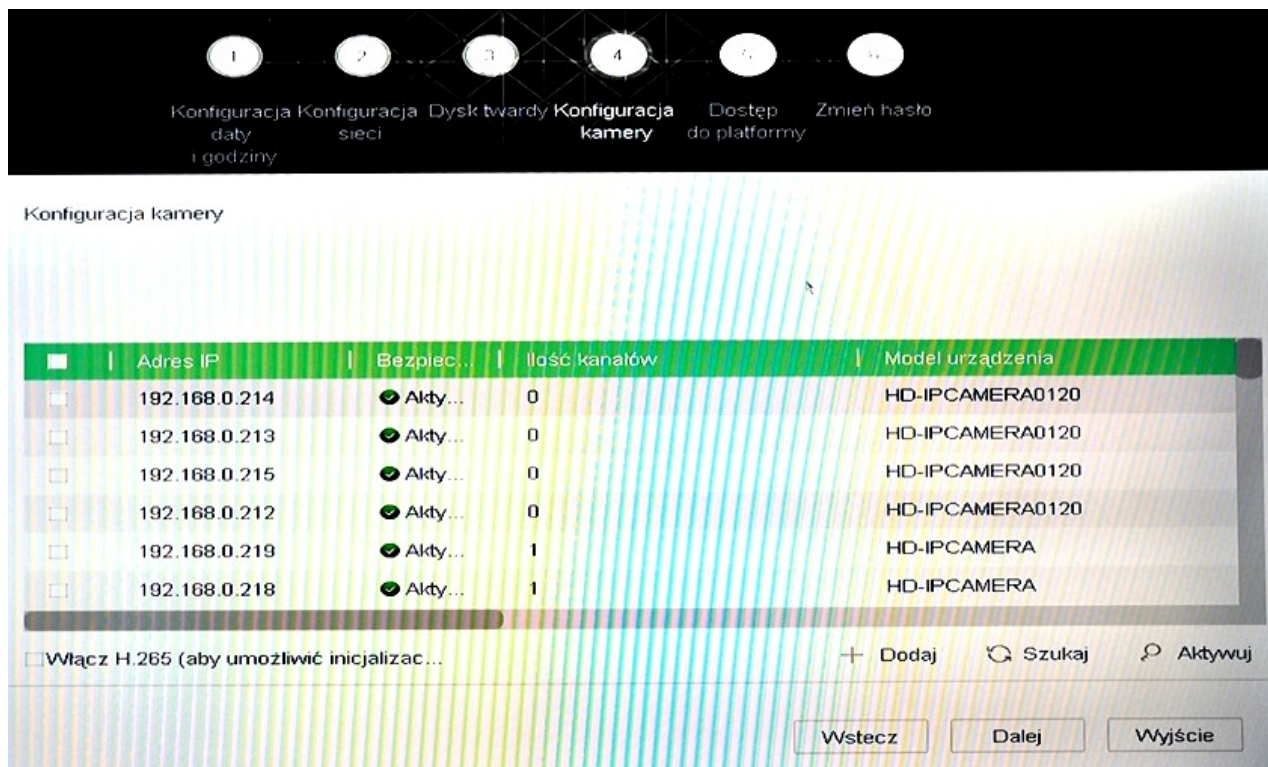 1 2 3 4 5 6
Konfiguracja daty i godziny
Konfiguracja sieci
Dysk twardy
Konfiguracja kamery
Dostęp do platformy
Zmień hasło
Konfiguracja kamery
Adres IP Bezpiec... Ilość kanałów Model urządzenia
192.168.0.214 Akty... 0 HD-IPCAMERA0120
192.168.0.213 Akty... 0 HD-IPCAMERA0120
192.168.0.215 Akty... 0 HD-IPCAMERA0120
192.168.0.212 Akty... 0 HD-IPCAMERA0120
192.168.0.219 Akty... 1 HD-IPCAMERA
192.168.0.218 Akty... 1 HD-IPCAMERA
Włącz H.265 (aby umożliwić inicjalizac...
Dodaj Szukaj Aktywuj
Wstecz Dalej Wyjście